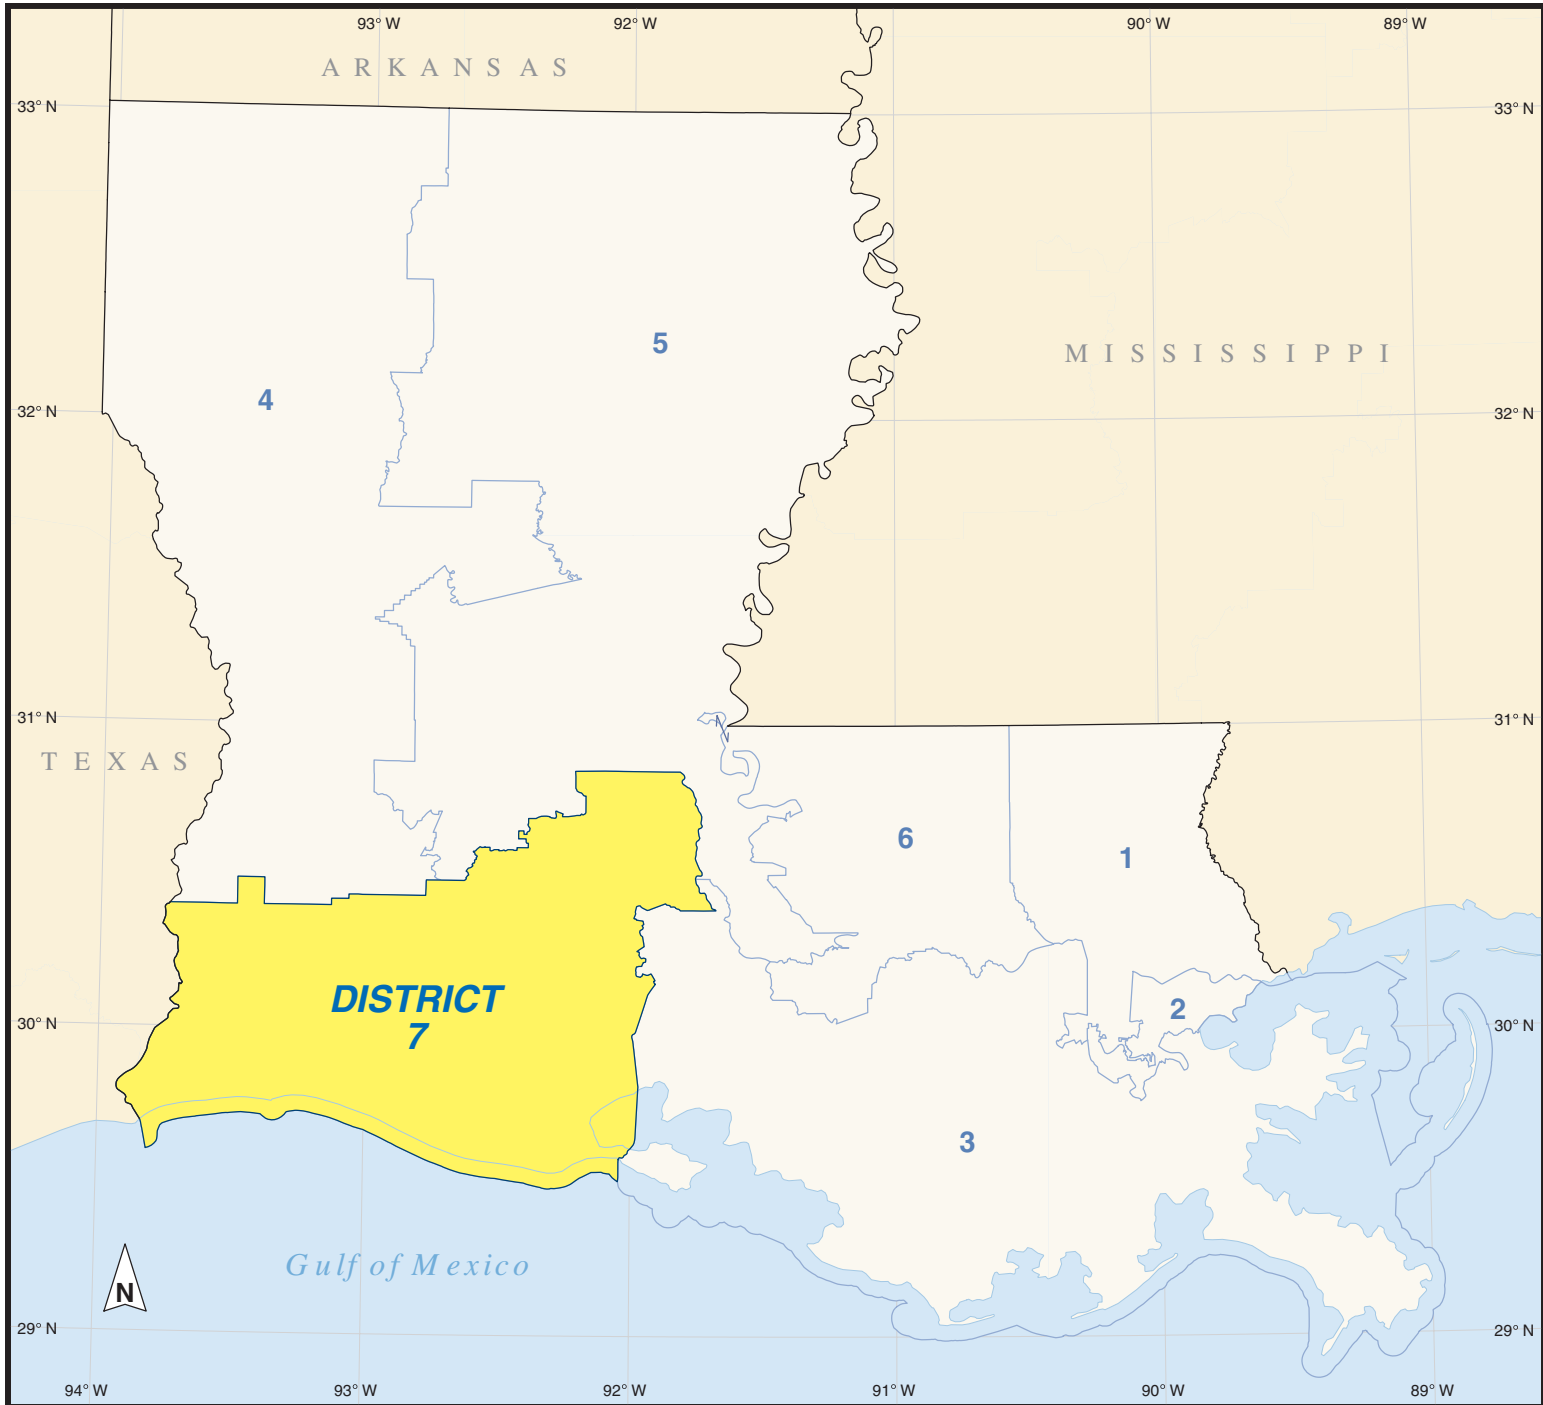 93° W
92° W
90° W
89° W
ARKANSAS
33° N
33° N
5
MISSISSIPPI
4
32° N
32° N
31° N
31° N
TEXAS
6
1
DISTRICT
7
2
30° N
30° N
3
Gulf of Mexico
N
29° N
29° N
94° W
93° W
92° W
91° W
90° W
89° W